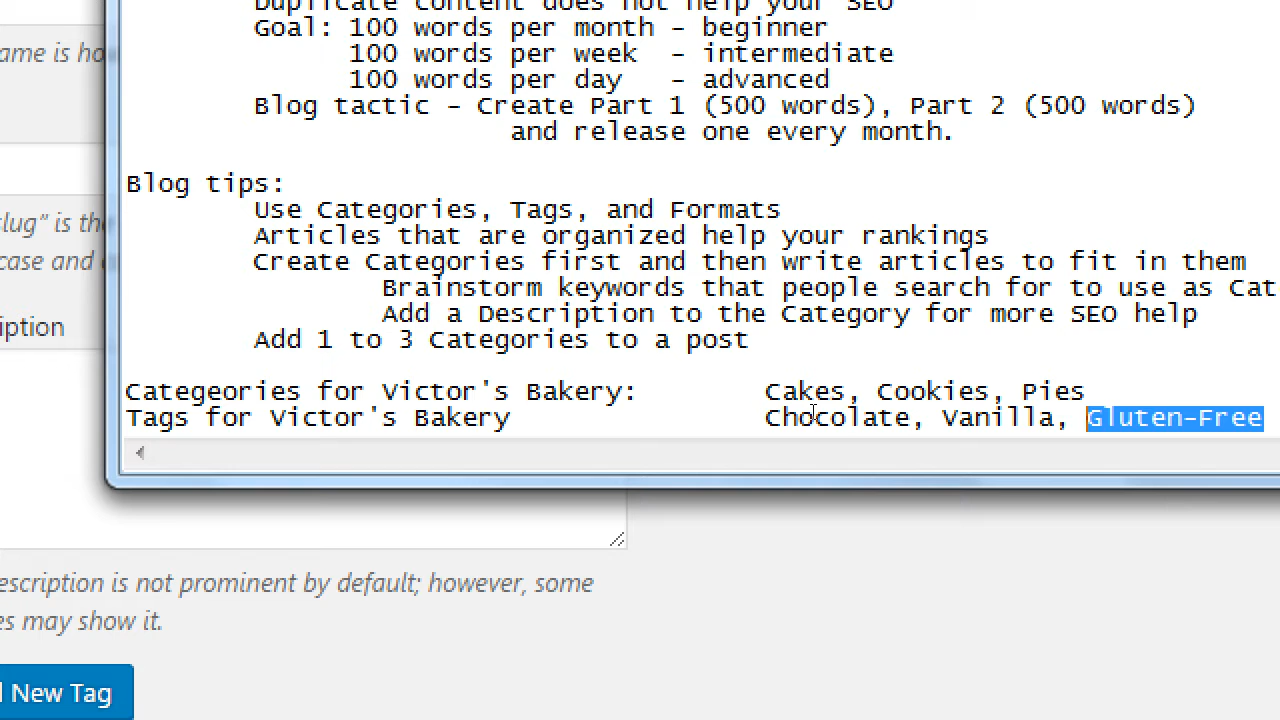 Duplicate Content does not help your SEO
Goal: 100 words per month - beginner
100 words per week - intermediate
100 words per day - advanced
Blog tactic - Create Part 1 (500 words), Part 2 (500 words)
and release one every month.
Blog tips:
Use Categories, Tags, and Formats
Articles that are organized help your rankings
Create Categories first and then write articles to fit in them
Brainstorm keywords that people search for to use as Cat
Add a Description to the Category for more SEO help
Add 1 to 3 Categories to a post
Categeories for Victor's Bakery: Cakes, Cookies, Pies
Tags for Victor's Bakery Chocolate, Vanilla, Gluten-Free
ame is ho
slug" is the
case and
iption
escription is not prominent by default; however, some
es may show it.
New Tag